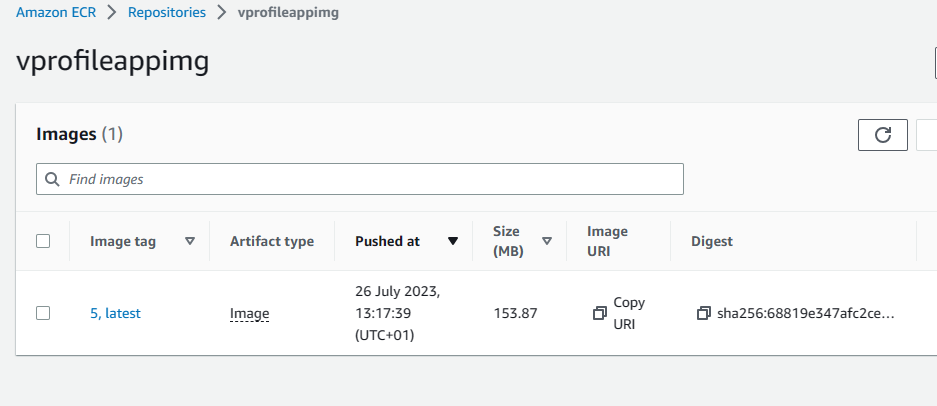 Amazon ECR > Repositories > vprofileappimg
vprofileappimg
Images (1)
Find images
Image tag
Artifact type
Pushed at
Size
(MB)
Image
URI
Digest
5, latest
Image
26 July 2023,
13:17:39
(UTC+01)
153.87
Copy
URI
sha256:68819e347afc2ce...